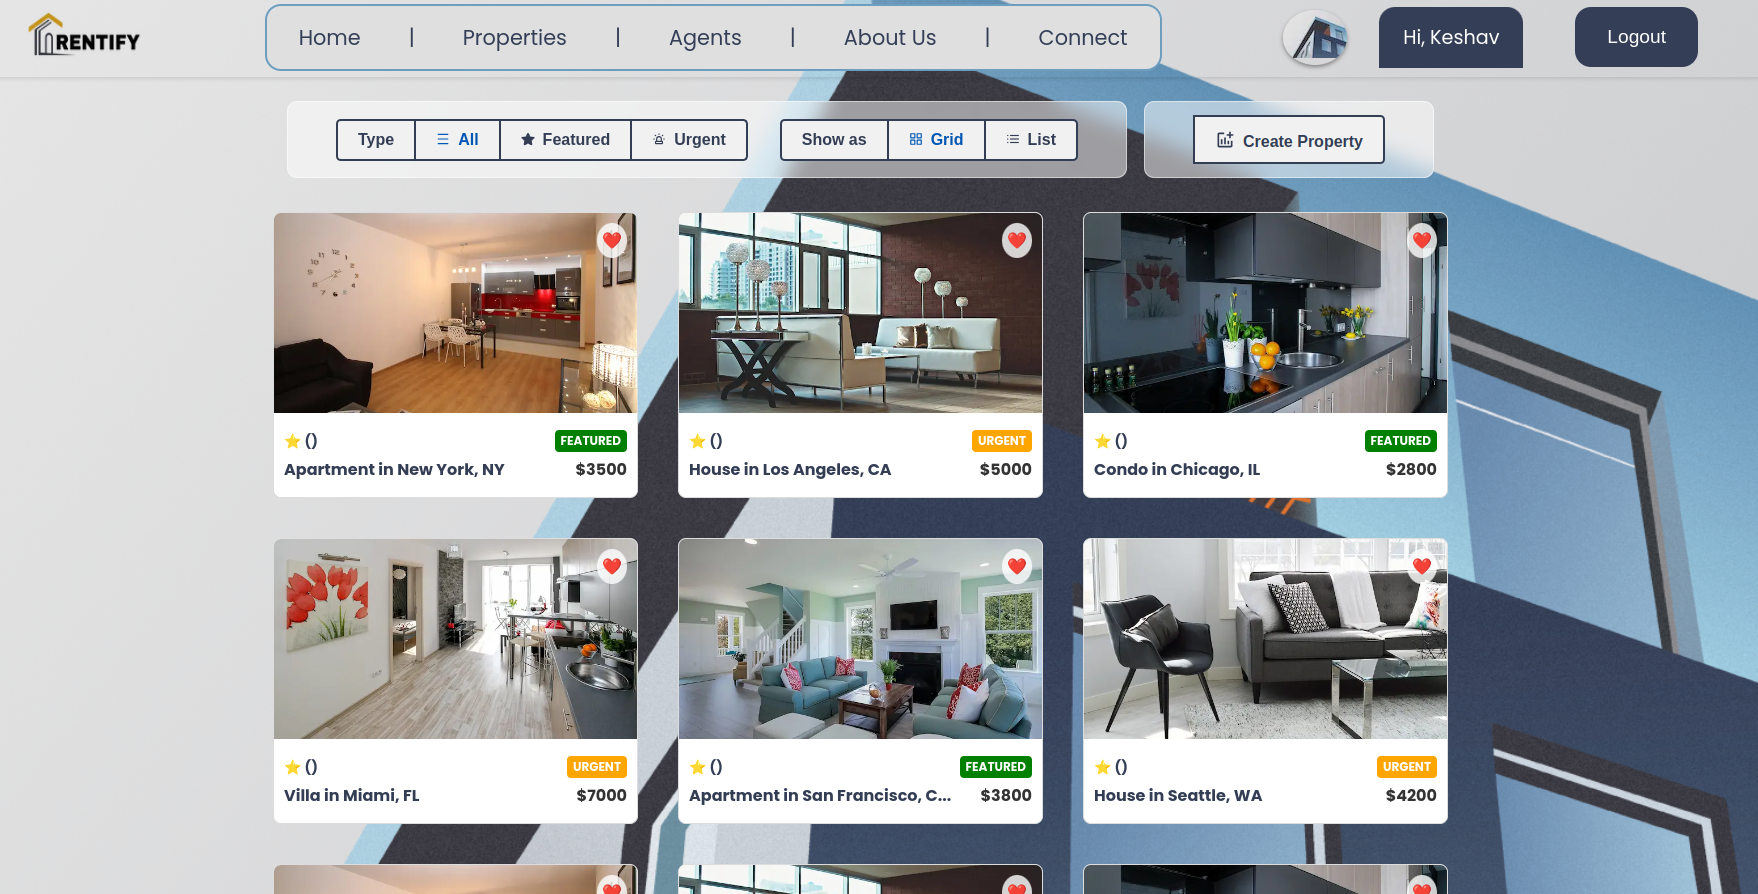 RENTIFY
Home | Properties | Agents | About Us | Connect
Hi, Keshav
Logout
Type All Featured Urgent
Show as Grid List
Create Property
() FEATURED
Apartment in New York, NY $3500
() URGENT
House in Los Angeles, CA $5000
() FEATURED
Condo in Chicago, IL $2800
() URGENT
Villa in Miami, FL $7000
() FEATURED
Apartment in San Francisco, C... $3800
() URGENT
House in Seattle, WA $4200